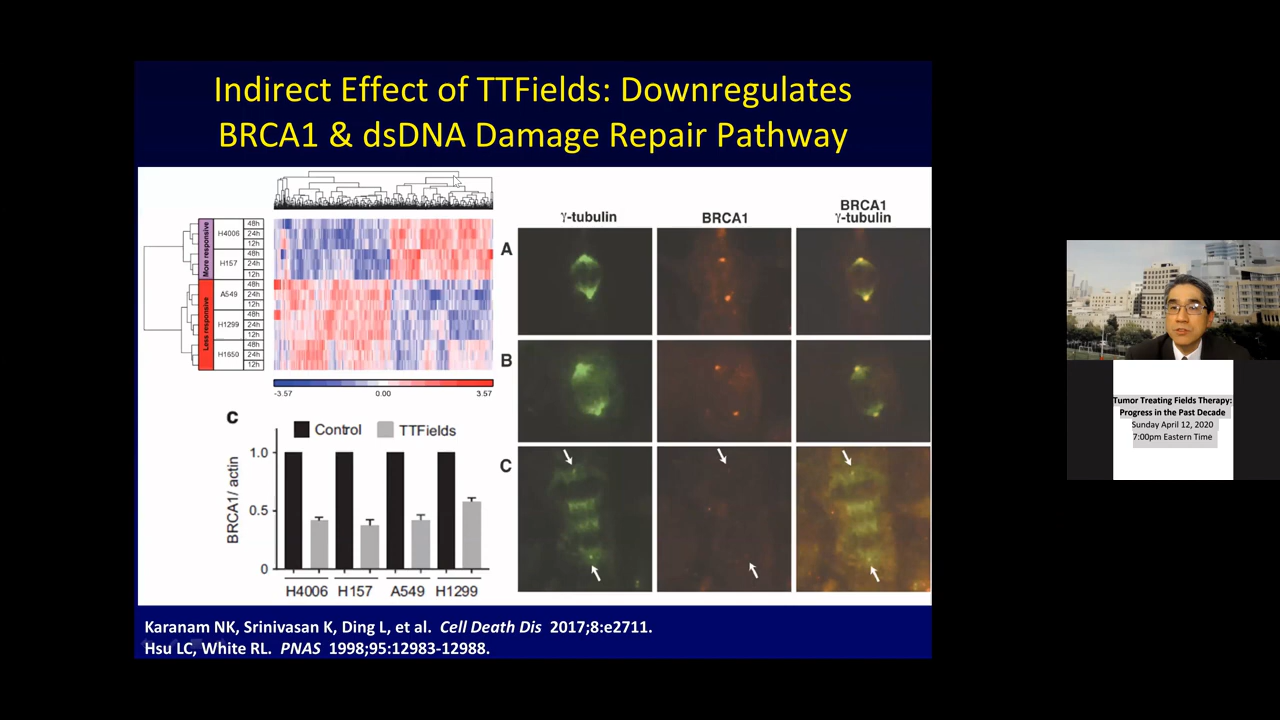 Indirect Effect of TTFields: Downregulates
BRCA1 & dsDNA Damage Repair Pathway
More responsive
Less responsive
H4006
48h
24h
12h
H157
48h
24h
12h
A549
48h
24h
12h
H1299
48h
24h
12h
H1650
48h
24h
12h
-3.57 0.00 3.57
C
Control TTFields
BRCA1/ actin
1.0
0.5
0
H4006 H157 A549 H1299
γ-tubulin
BRCA1
BRCA1
γ-tubulin
A
B
C
Karanam NK, Srinivasan K, Ding L, et al. Cell Death Dis 2017;8:e2711.
Hsu LC, White RL. PNAS 1998;95:12983-12988.
Tumor Treating Fields Therapy:
Progress in the Past Decade
Sunday April 12, 2020
7:00pm Eastern Time